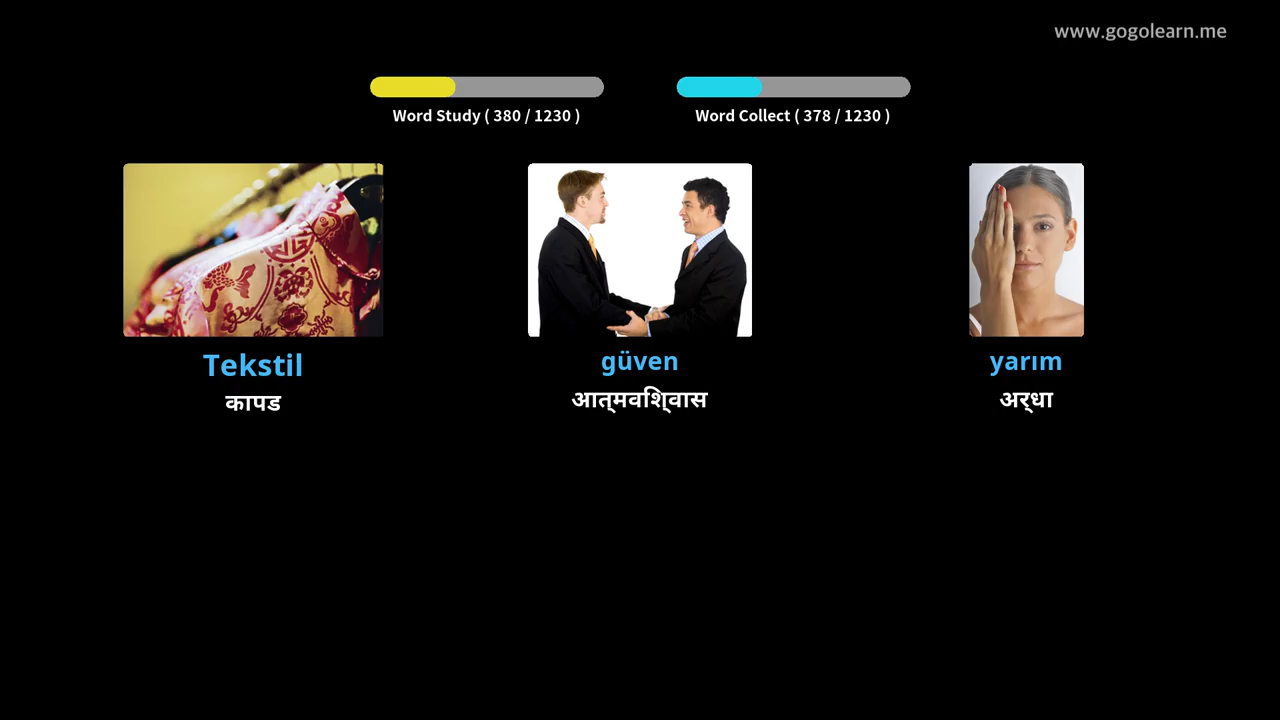 www.gogolearn.me
Word Study ( 380 / 1230 )
Word Collect ( 378 / 1230 )
Tekstil
güven
yarım
कापड
आत्मविश्वास
अर्धा